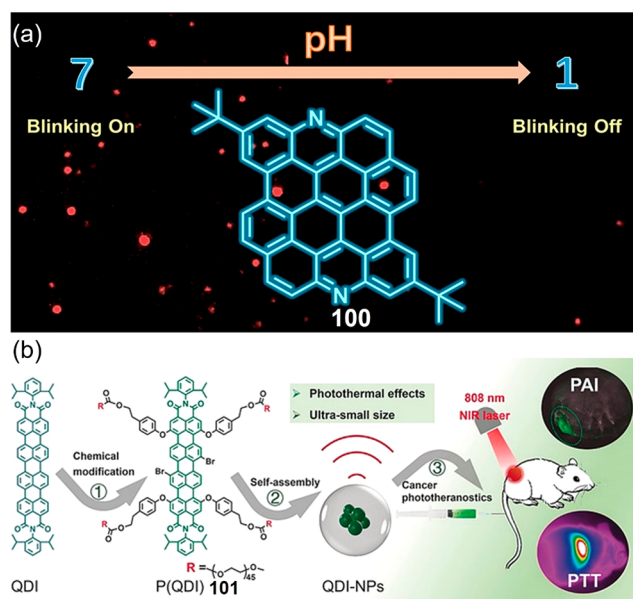 (a)
pH
7
1
Blinking On
Blinking Off
N
N
100
(b)
Photothermal effects
Ultra-small size
808 nm
NIR laser
PAI
Chemical
modification
①
Self-assembly
②
③
Cancer
phototheranostics
O N O
O N O
O N O
O N O
R
O
O
R
O
O
O
O
Br
Br
O
O
R
O
O
R
O
O
R = O 45 O
QDI
P(QDI) 101
QDI-NPs
PTT